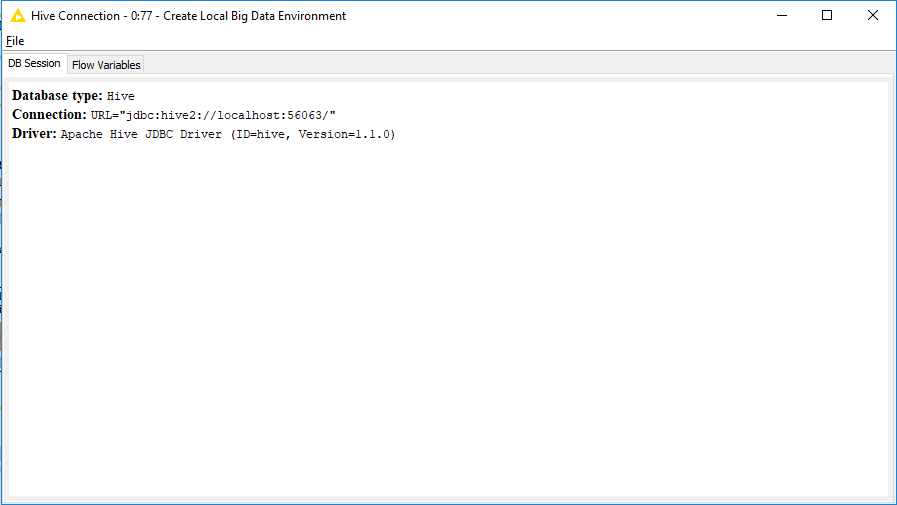 Hive Connection - 0:77 - Create Local Big Data Environment
File
DB Session Flow Variables
Database type: Hive
Connection: URL="jdbc:hive2://localhost:56063/"
Driver: Apache Hive JDBC Driver (ID=hive, Version=1.1.0)